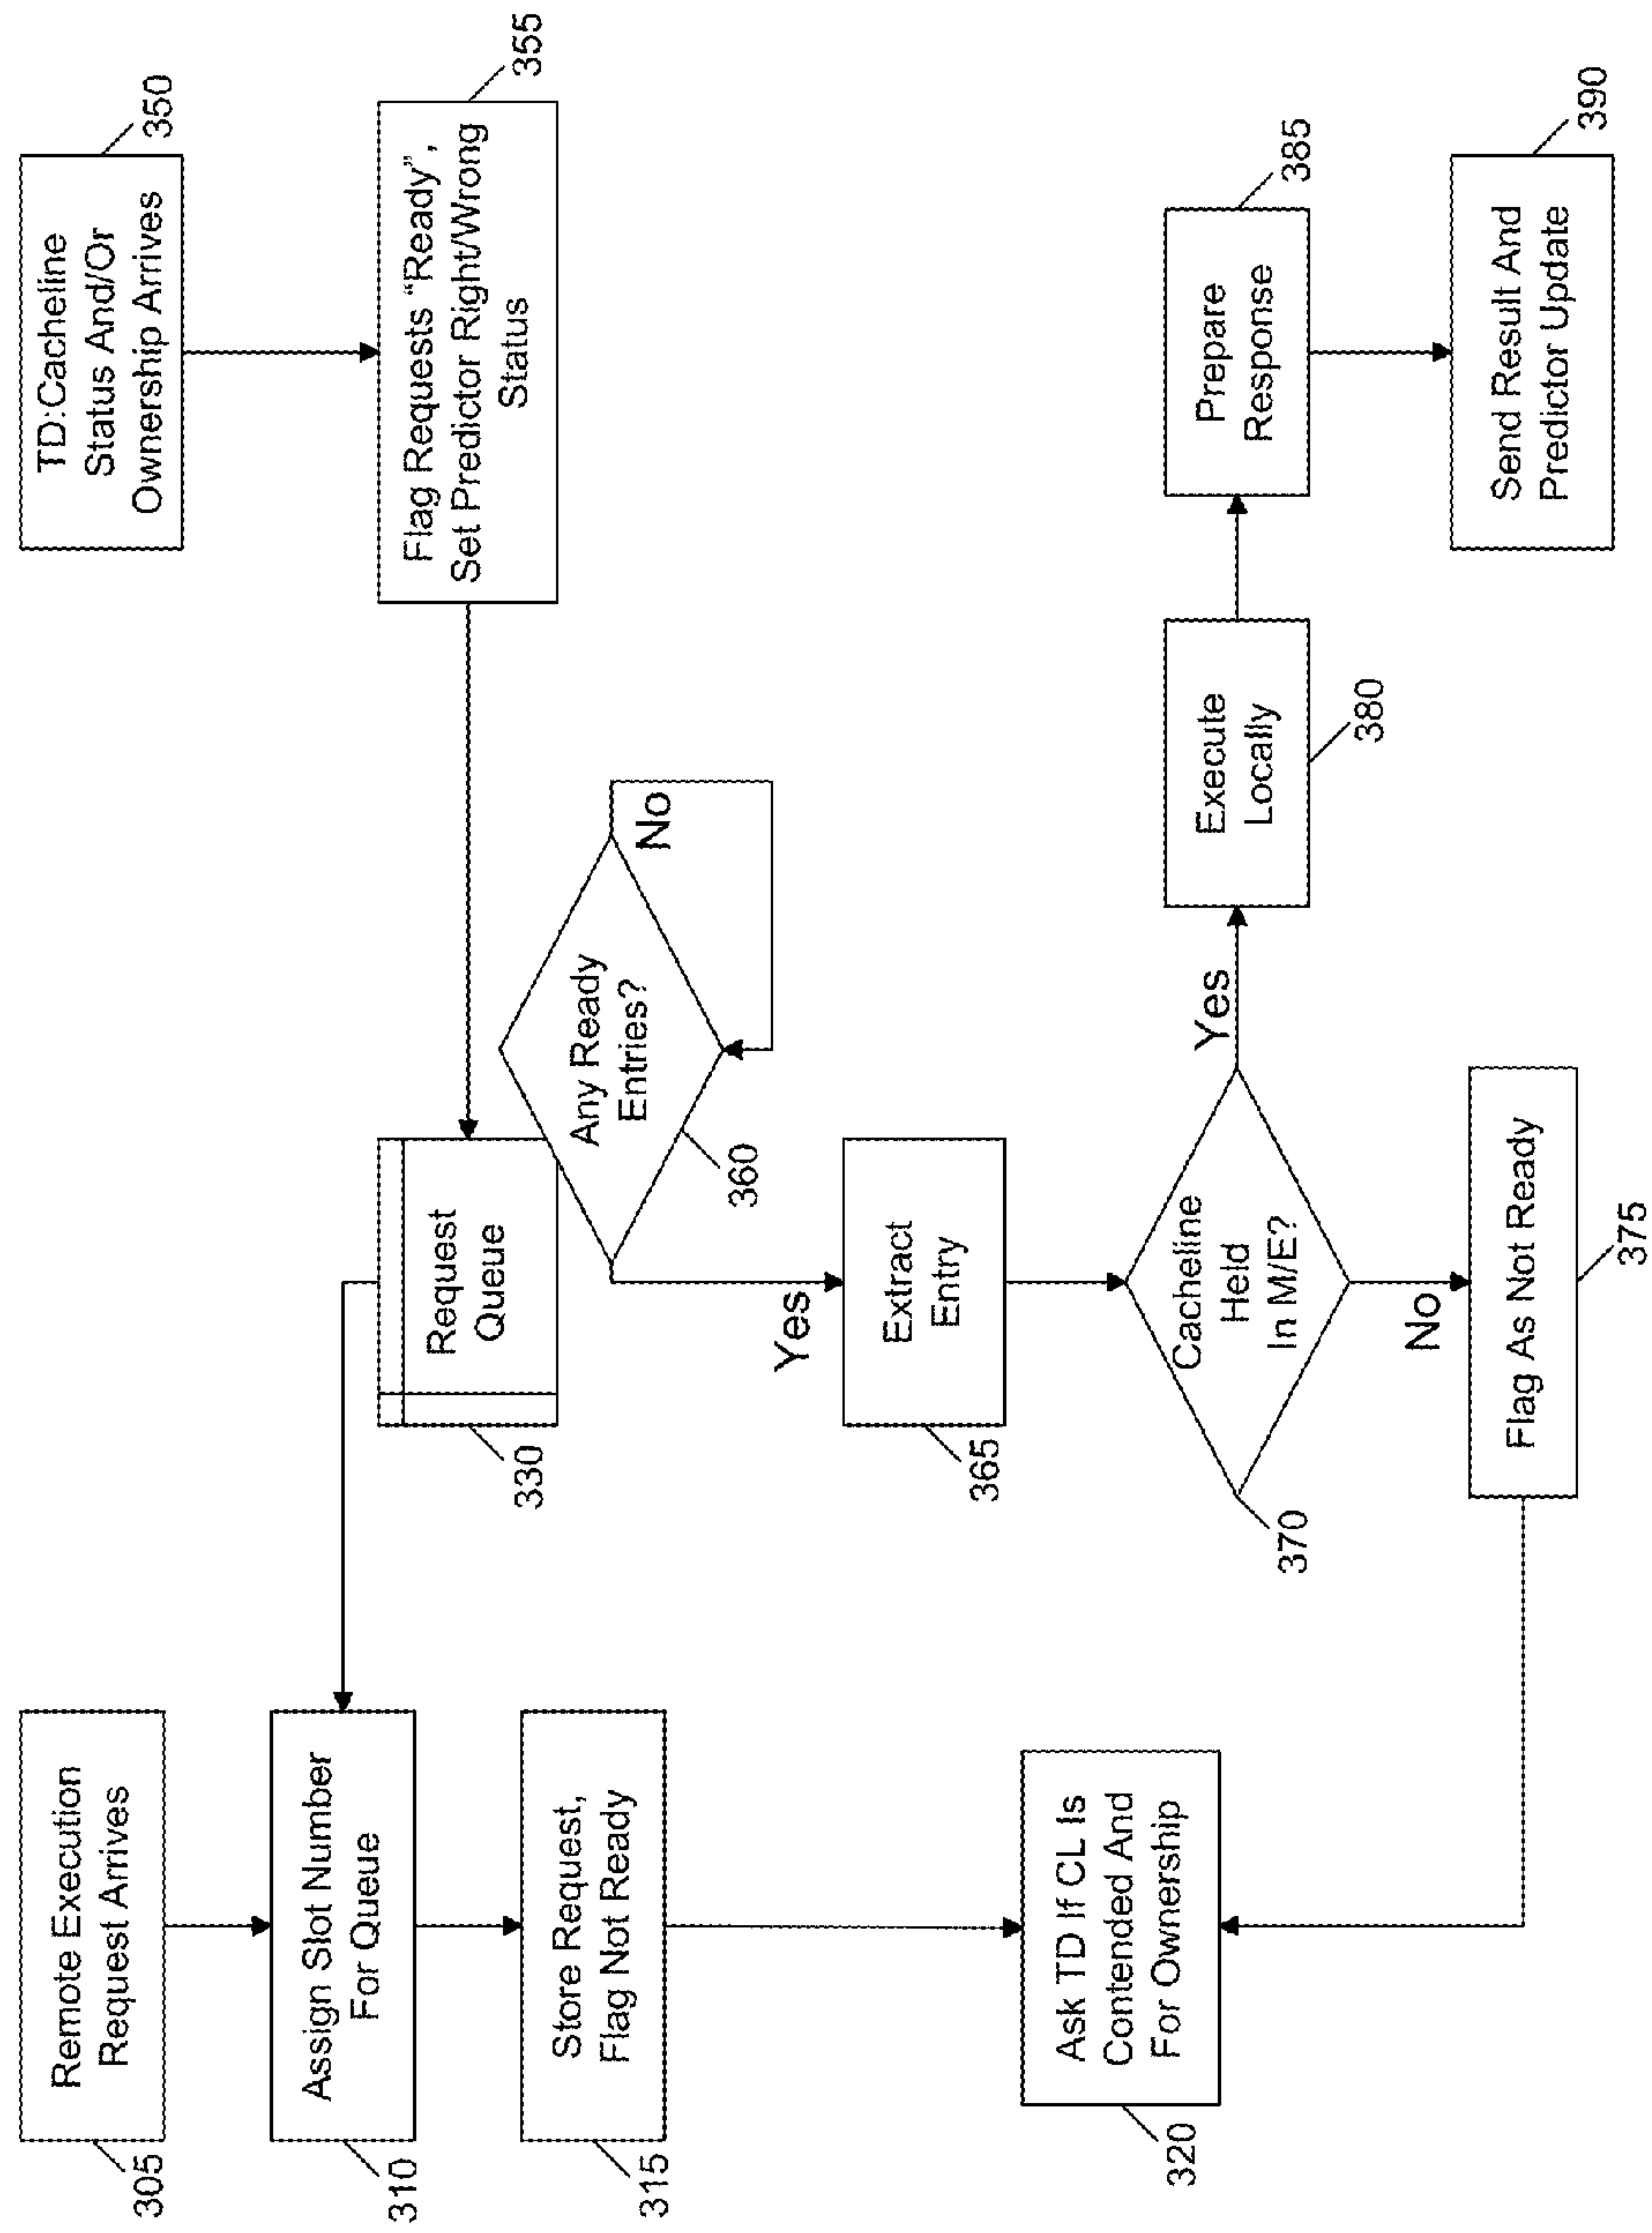 Remote Execution
Request Arrives
305
Assign Slot Number
For Queue
310
Store Request,
Flag Not Ready
315
Ask TD If CL Is
Contended And
For Ownership
320
Request
Queue
330
TD:Cacheline
Status And/Or
Ownership Arrives
350
Flag Requests “Ready”,
Set Predictor Right/Wrong
Status
355
Any Ready
Entries?
360
No
Yes
Extract
Entry
365
Cacheline
Held
In M/E?
370
Yes
No
Flag As Not Ready
375
Execute
Locally
380
Prepare
Response
385
Send Result And
Predictor Update
390